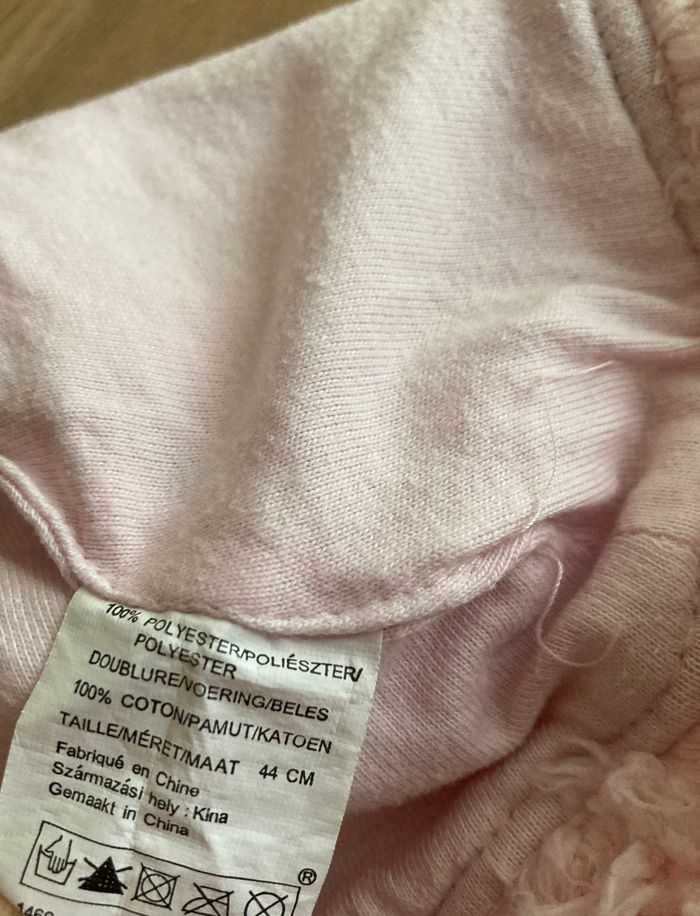 100% POLYESTER/POLIÉSZTER/
POLYESTER
DOUBLURE/VOERING/BELES
100% COTON/PAMUT/KATOEN
TAILLE/MÉRET/MAAT 44 CM
Fabriqué en Chine
Származási hely : Kína
Gemaakt in China
®